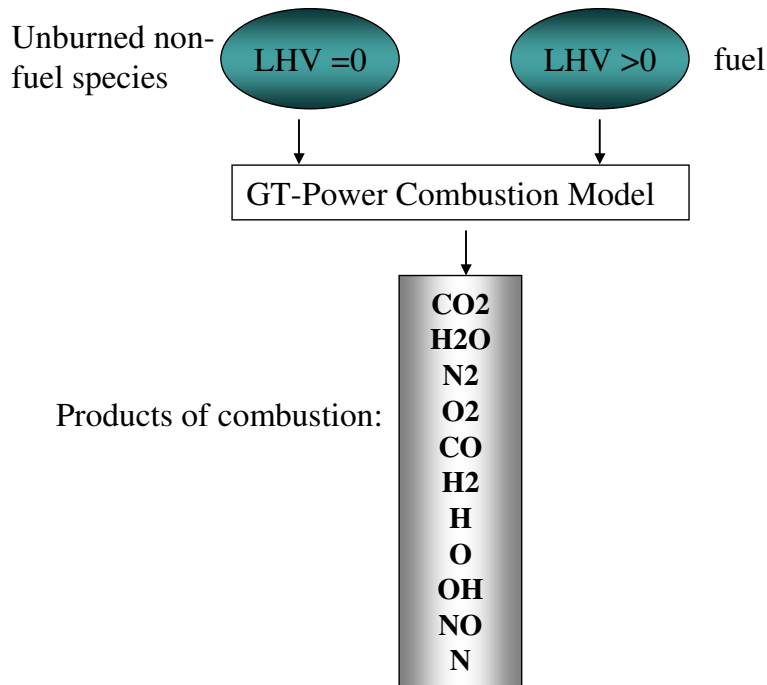 Unburned non-
fuel species
LHV =0
LHV >0
fuel
GT-Power Combustion Model
Products of combustion:
CO2
H2O
N2
O2
CO
H2
H
O
OH
NO
N